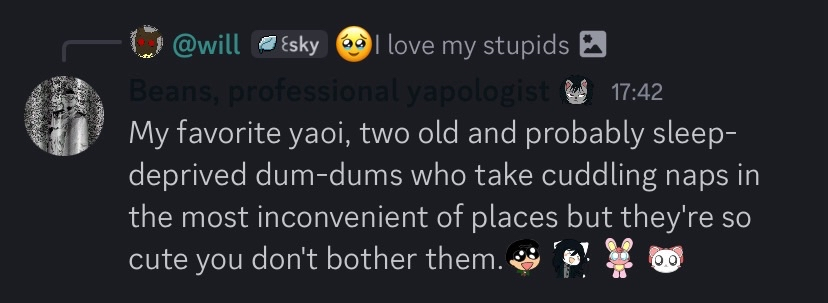 @will ꒰sky I love my stupids
Beans, professional yapologist 17:42
My favorite yaoi, two old and probably sleep-
deprived dum-dums who take cuddling naps in
the most inconvenient of places but they're so
cute you don't bother them.